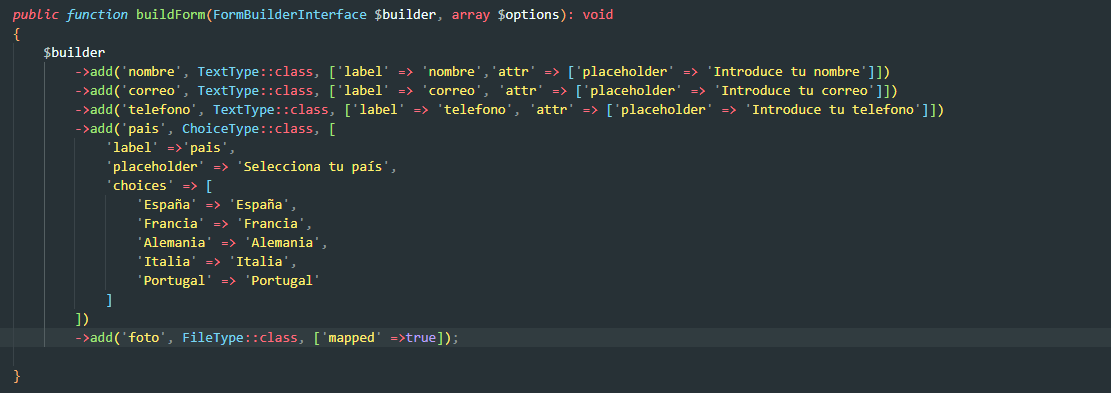 public function buildForm(FormBuilderInterface $builder, array $options): void
{
    $builder
        ->add('nombre', TextType::class, ['label' => 'nombre','attr' => ['placeholder' => 'Introduce tu nombre']])
        ->add('correo', TextType::class, ['label' => 'correo', 'attr' => ['placeholder' => 'Introduce tu correo']])
        ->add('telefono', TextType::class, ['label' => 'telefono', 'attr' => ['placeholder' => 'Introduce tu telefono']])
        ->add('pais', ChoiceType::class, [
            'label' =>'pais',
            'placeholder' => 'Selecciona tu país',
            'choices' => [
                'España' => 'España',
                'Francia' => 'Francia',
                'Alemania' => 'Alemania',
                'Italia' => 'Italia',
                'Portugal' => 'Portugal'
            ]
        ])
        ->add('foto', FileType::class, ['mapped' =>true]);
}